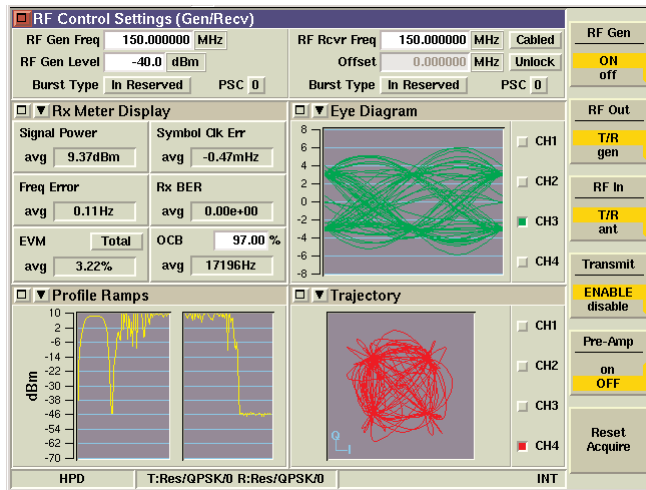 RF Control Settings (Gen/Recv)
RF Gen Freq 150.000000 MHz
RF Gen Level -40.0 dBm
Burst Type In Reserved PSC 0
RF Rcvr Freq 150.000000 MHz Cabled
Offset 0.000000 MHz Unlock
Burst Type In Reserved PSC 0
Rx Meter Display
Signal Power
avg 9.37dBm
Symbol Clk Err
avg -0.47mHz
Freq Error
avg 0.11Hz
Rx BER
avg 0.00e+00
EVM Total
avg 3.22%
OCB 97.00 %
avg 17196Hz
Eye Diagram
8
6
4
2
0
-2
-4
-6
-8
CH1
CH2
CH3
CH4
Profile Ramps
dBm
10
2
-6
-14
-22
-30
-38
-46
-54
-62
-70
Trajectory
Q
I
CH1
CH2
CH3
CH4
HPD T:Res/QPSK/0 R:Res/QPSK/0 INT
RF Gen
ON
off
RF Out
T/R
gen
RF In
T/R
ant
Transmit
ENABLE
disable
Pre-Amp
on
OFF
Reset
Acquire